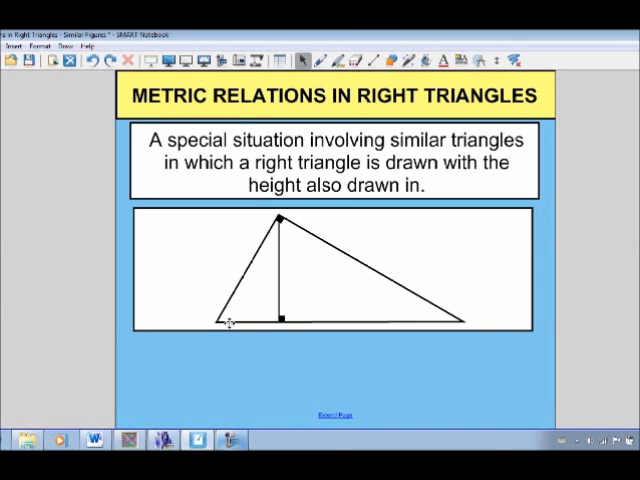 ns in Right Triangles - Similar Figures * - SMART Notebook
Insert Format Draw Help
METRIC RELATIONS IN RIGHT TRIANGLES
A special situation involving similar triangles
in which a right triangle is drawn with the
height also drawn in.
Extend Page